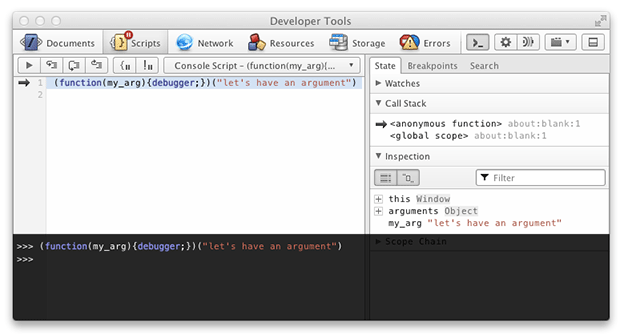 Developer Tools
Documents Scripts Network Resources Storage Errors
Console Script - (function(my_arg){...
State Breakpoints Search
1 (function(my_arg){debugger;})("let's have an argument")
2
Watches
Call Stack
<anonymous function> about:blank:1
<global scope> about:blank:1
Inspection
Filter
this Window
arguments Object
my_arg "let's have an argument"
Scope Chain
>>> (function(my_arg){debugger;})("let's have an argument")
>>>